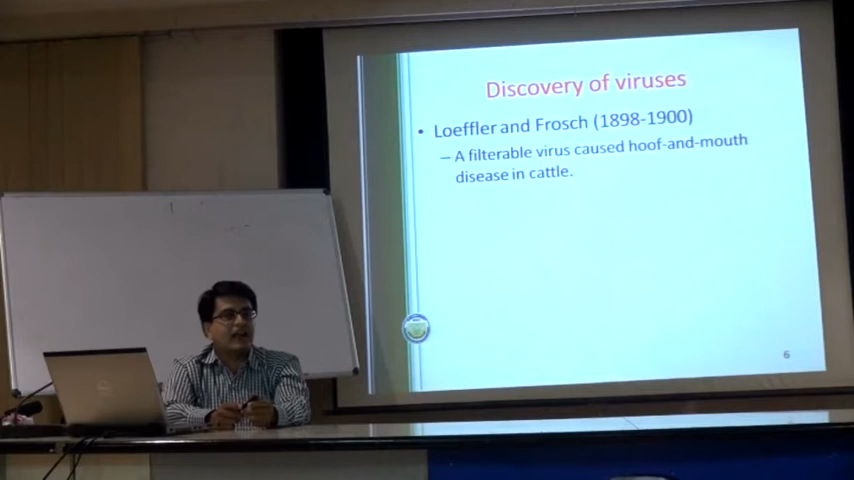 Discovery of viruses
• Loeffler and Frosch (1898-1900)
– A filterable virus caused hoof-and-mouth
disease in cattle.
6